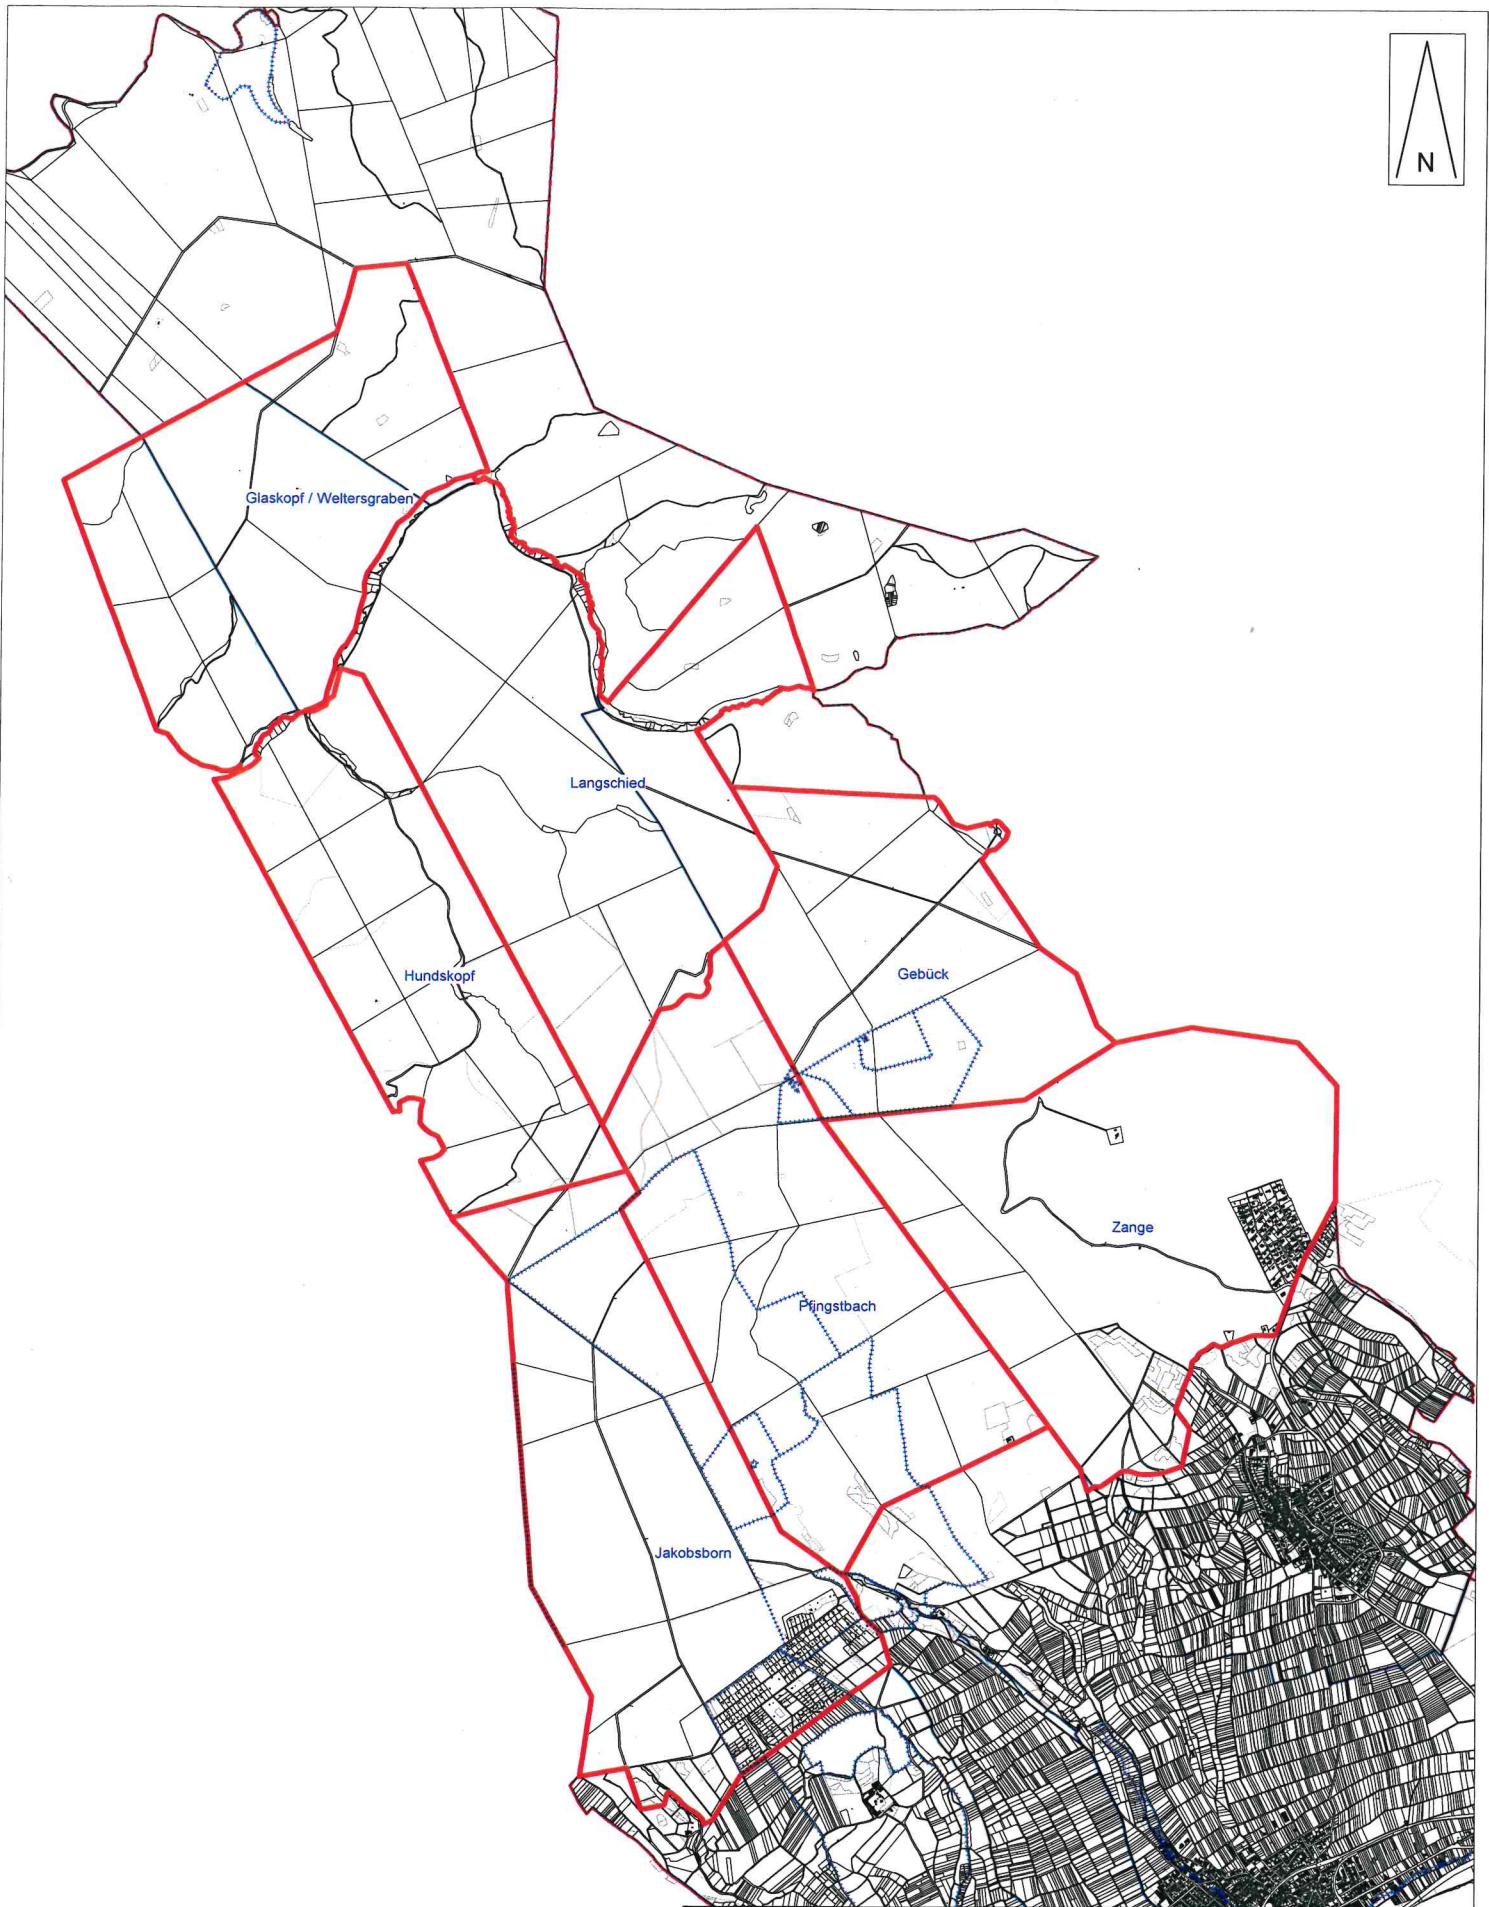 N
Glaskopf / Weltersgraben
Langschied
Hundskopf
Gebück
Zange
Pfingstbach
Jakobsborn